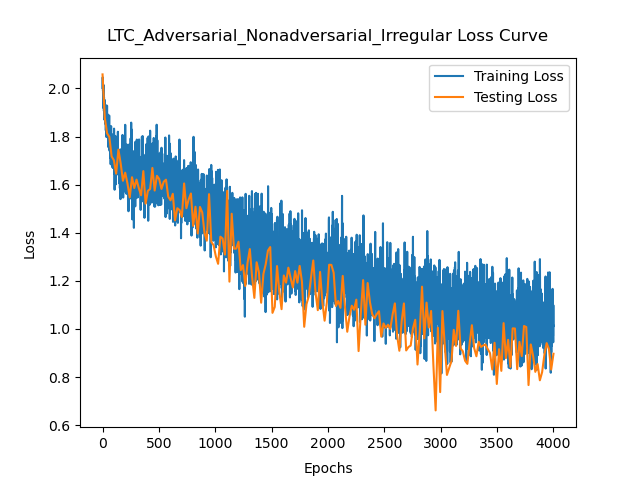 LTC_Adversarial_Nonadversarial_Irregular Loss Curve
Training Loss
Testing Loss
Loss
2.0
1.8
1.6
1.4
1.2
1.0
0.8
0.6
0 500 1000 1500 2000 2500 3000 3500 4000
Epochs